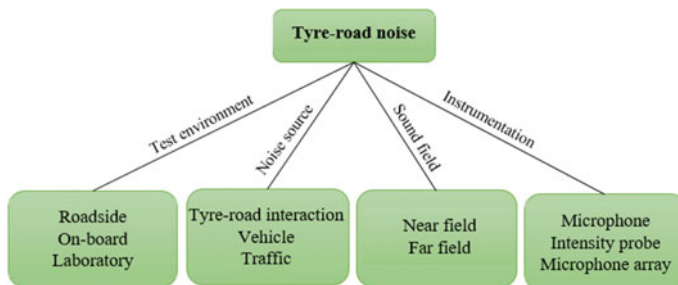 Tyre-road noise
Test environment
Noise source
Sound field
Instrumentation
Roadside
On-board
Laboratory
Tyre-road interaction
Vehicle
Traffic
Near field
Far field
Microphone
Intensity probe
Microphone array